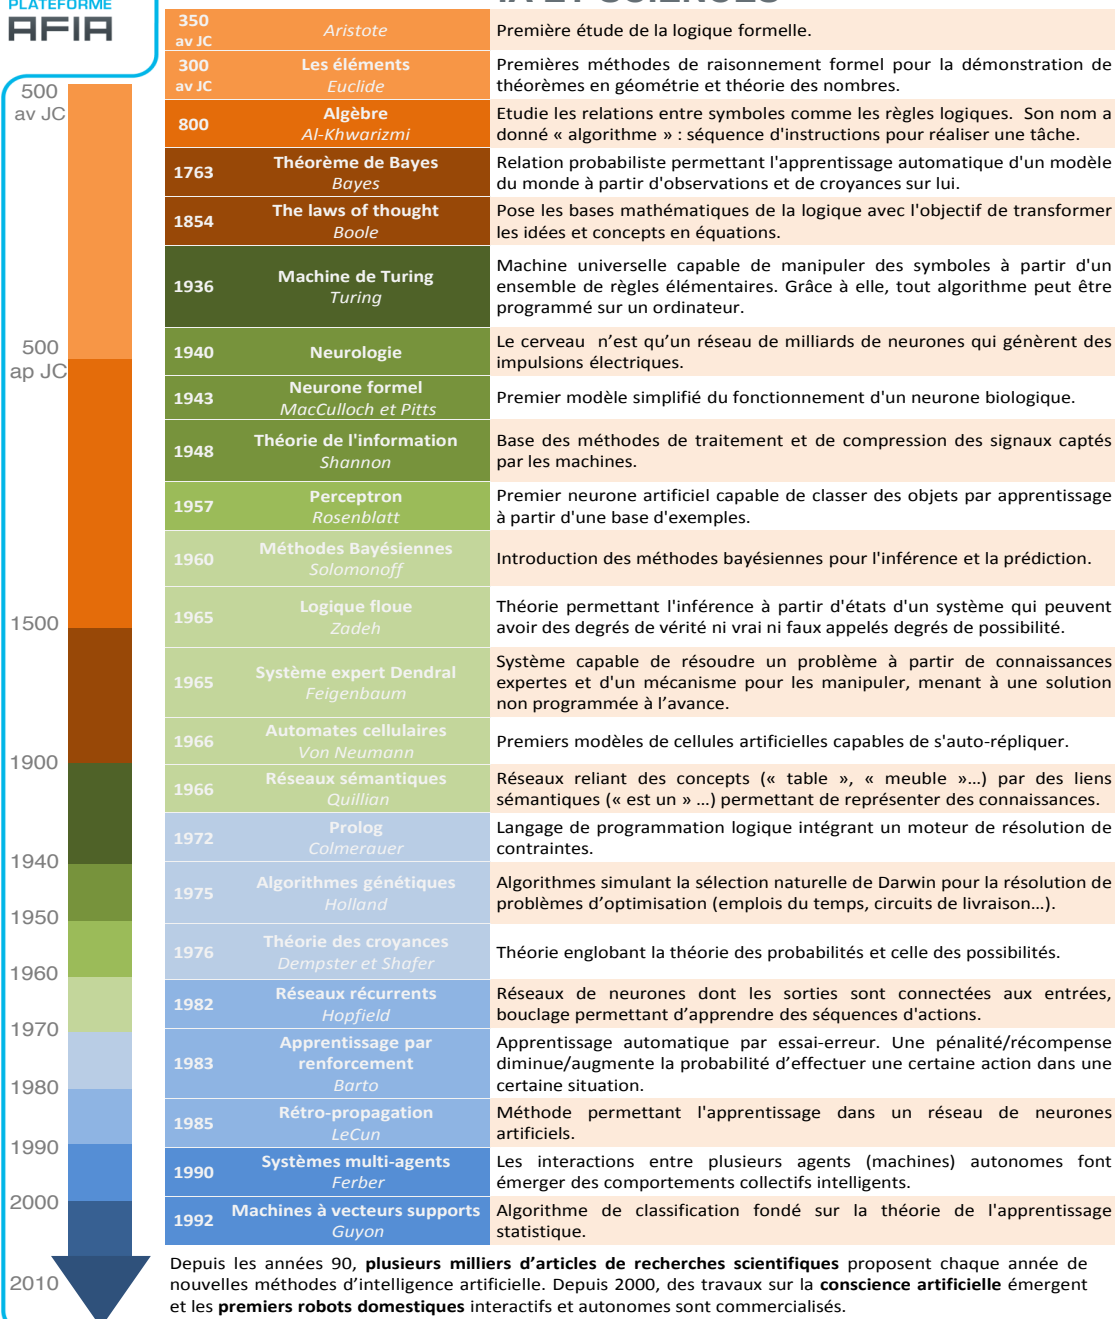 PLATEFORME
AFIA
IA ET SCIENCES
500
av JC
500
ap JC
1500
1900
1940
1950
1960
1970
1980
1990
2000
2010
350
av JC
Aristote
Première étude de la logique formelle.
300
av JC
Les éléments
Euclide
Premières méthodes de raisonnement formel pour la démonstration de
théorèmes en géométrie et théorie des nombres.
800
Algèbre
Al-Khwarizmi
Etudie les relations entre symboles comme les règles logiques. Son nom a
donné « algorithme » : séquence d'instructions pour réaliser une tâche.
1763
Théorème de Bayes
Bayes
Relation probabiliste permettant l'apprentissage automatique d'un modèle
du monde à partir d'observations et de croyances sur lui.
1854
The laws of thought
Boole
Pose les bases mathématiques de la logique avec l'objectif de transformer
les idées et concepts en équations.
1936
Machine de Turing
Turing
Machine universelle capable de manipuler des symboles à partir d'un
ensemble de règles élémentaires. Grâce à elle, tout algorithme peut être
programmé sur un ordinateur.
1940
Neurologie
Le cerveau n’est qu’un réseau de milliards de neurones qui génèrent des
impulsions électriques.
1943
Neurone formel
MacCulloch et Pitts
Premier modèle simplifié du fonctionnement d'un neurone biologique.
1948
Théorie de l'information
Shannon
Base des méthodes de traitement et de compression des signaux captés
par les machines.
1957
Perceptron
Rosenblatt
Premier neurone artificiel capable de classer des objets par apprentissage
à partir d'une base d'exemples.
1960
Méthodes Bayésiennes
Solomonoff
Introduction des méthodes bayésiennes pour l'inférence et la prédiction.
1965
Logique floue
Zadeh
Théorie permettant l'inférence à partir d'états d'un système qui peuvent
avoir des degrés de vérité ni vrai ni faux appelés degrés de possibilité.
1965
Système expert Dendral
Feigenbaum
Système capable de résoudre un problème à partir de connaissances
expertes et d'un mécanisme pour les manipuler, menant à une solution
non programmée à l’avance.
1966
Automates cellulaires
Von Neumann
Premiers modèles de cellules artificielles capables de s'auto-répliquer.
1966
Réseaux sémantiques
Quillian
Réseaux reliant des concepts (« table », « meuble »…) par des liens
sémantiques (« est un » …) permettant de représenter des connaissances.
1972
Prolog
Colmerauer
Langage de programmation logique intégrant un moteur de résolution de
contraintes.
1975
Algorithmes génétiques
Holland
Algorithmes simulant la sélection naturelle de Darwin pour la résolution de
problèmes d’optimisation (emplois du temps, circuits de livraison…).
1976
Théorie des croyances
Dempster et Shafer
Théorie englobant la théorie des probabilités et celle des possibilités.
1982
Réseaux récurrents
Hopfield
Réseaux de neurones dont les sorties sont connectées aux entrées,
bouclage permettant d’apprendre des séquences d'actions.
1983
Apprentissage par
renforcement
Barto
Apprentissage automatique par essai-erreur. Une pénalité/récompense
diminue/augmente la probabilité d’effectuer une certaine action dans une
certaine situation.
1985
Rétro-propagation
LeCun
Méthode permettant l'apprentissage dans un réseau de neurones
artificiels.
1990
Systèmes multi-agents
Ferber
Les interactions entre plusieurs agents (machines) autonomes font
émerger des comportements collectifs intelligents.
1992
Machines à vecteurs supports
Guyon
Algorithme de classification fondé sur la théorie de l'apprentissage
statistique.
Depuis les années 90, plusieurs milliers d’articles de recherches scientifiques proposent chaque année de
nouvelles méthodes d’intelligence artificielle. Depuis 2000, des travaux sur la conscience artificielle émergent
et les premiers robots domestiques interactifs et autonomes sont commercialisés.